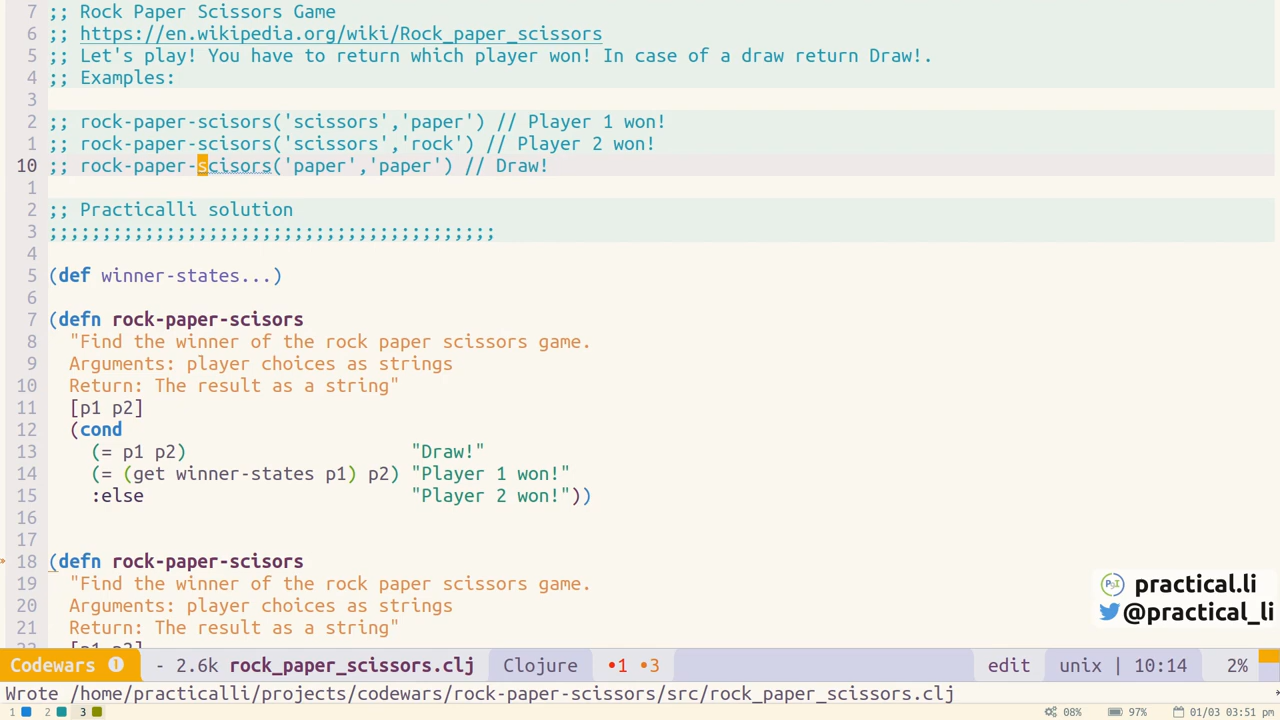 7 ;; Rock Paper Scissors Game
6 ;; https://en.wikipedia.org/wiki/Rock_paper_scissors
5 ;; Let's play! You have to return which player won! In case of a draw return Draw!.
4 ;; Examples:
3
2 ;; rock-paper-scisors('scissors','paper') // Player 1 won!
1 ;; rock-paper-scisors('scissors','rock') // Player 2 won!
10 ;; rock-paper-scisors('paper','paper') // Draw!
1
2 ;; Practicalli solution
3 ;;;;;;;;;;;;;;;;;;;;;;;;;;;;;;;;;;;;;;;;;;
4
5 (def winner-states...)
6
7 (defn rock-paper-scisors
8 "Find the winner of the rock paper scissors game.
9 Arguments: player choices as strings
10 Return: The result as a string"
11 [p1 p2]
12 (cond
13 (= p1 p2) "Draw!"
14 (= (get winner-states p1) p2) "Player 1 won!"
15 :else "Player 2 won!"))
16
17
18 (defn rock-paper-scisors
19 "Find the winner of the rock paper scissors game.
20 Arguments: player choices as strings
21 Return: The result as a string"
22 [p1 p2]
practical.li
@practical_li
Codewars 1 - 2.6k rock_paper_scissors.clj Clojure •1 •3 edit unix | 10:14 2%
Wrote /home/practicalli/projects/codewars/rock-paper-scissors/src/rock_paper_scissors.clj
1 2 3 08% 97% 01/03 03:51 pm